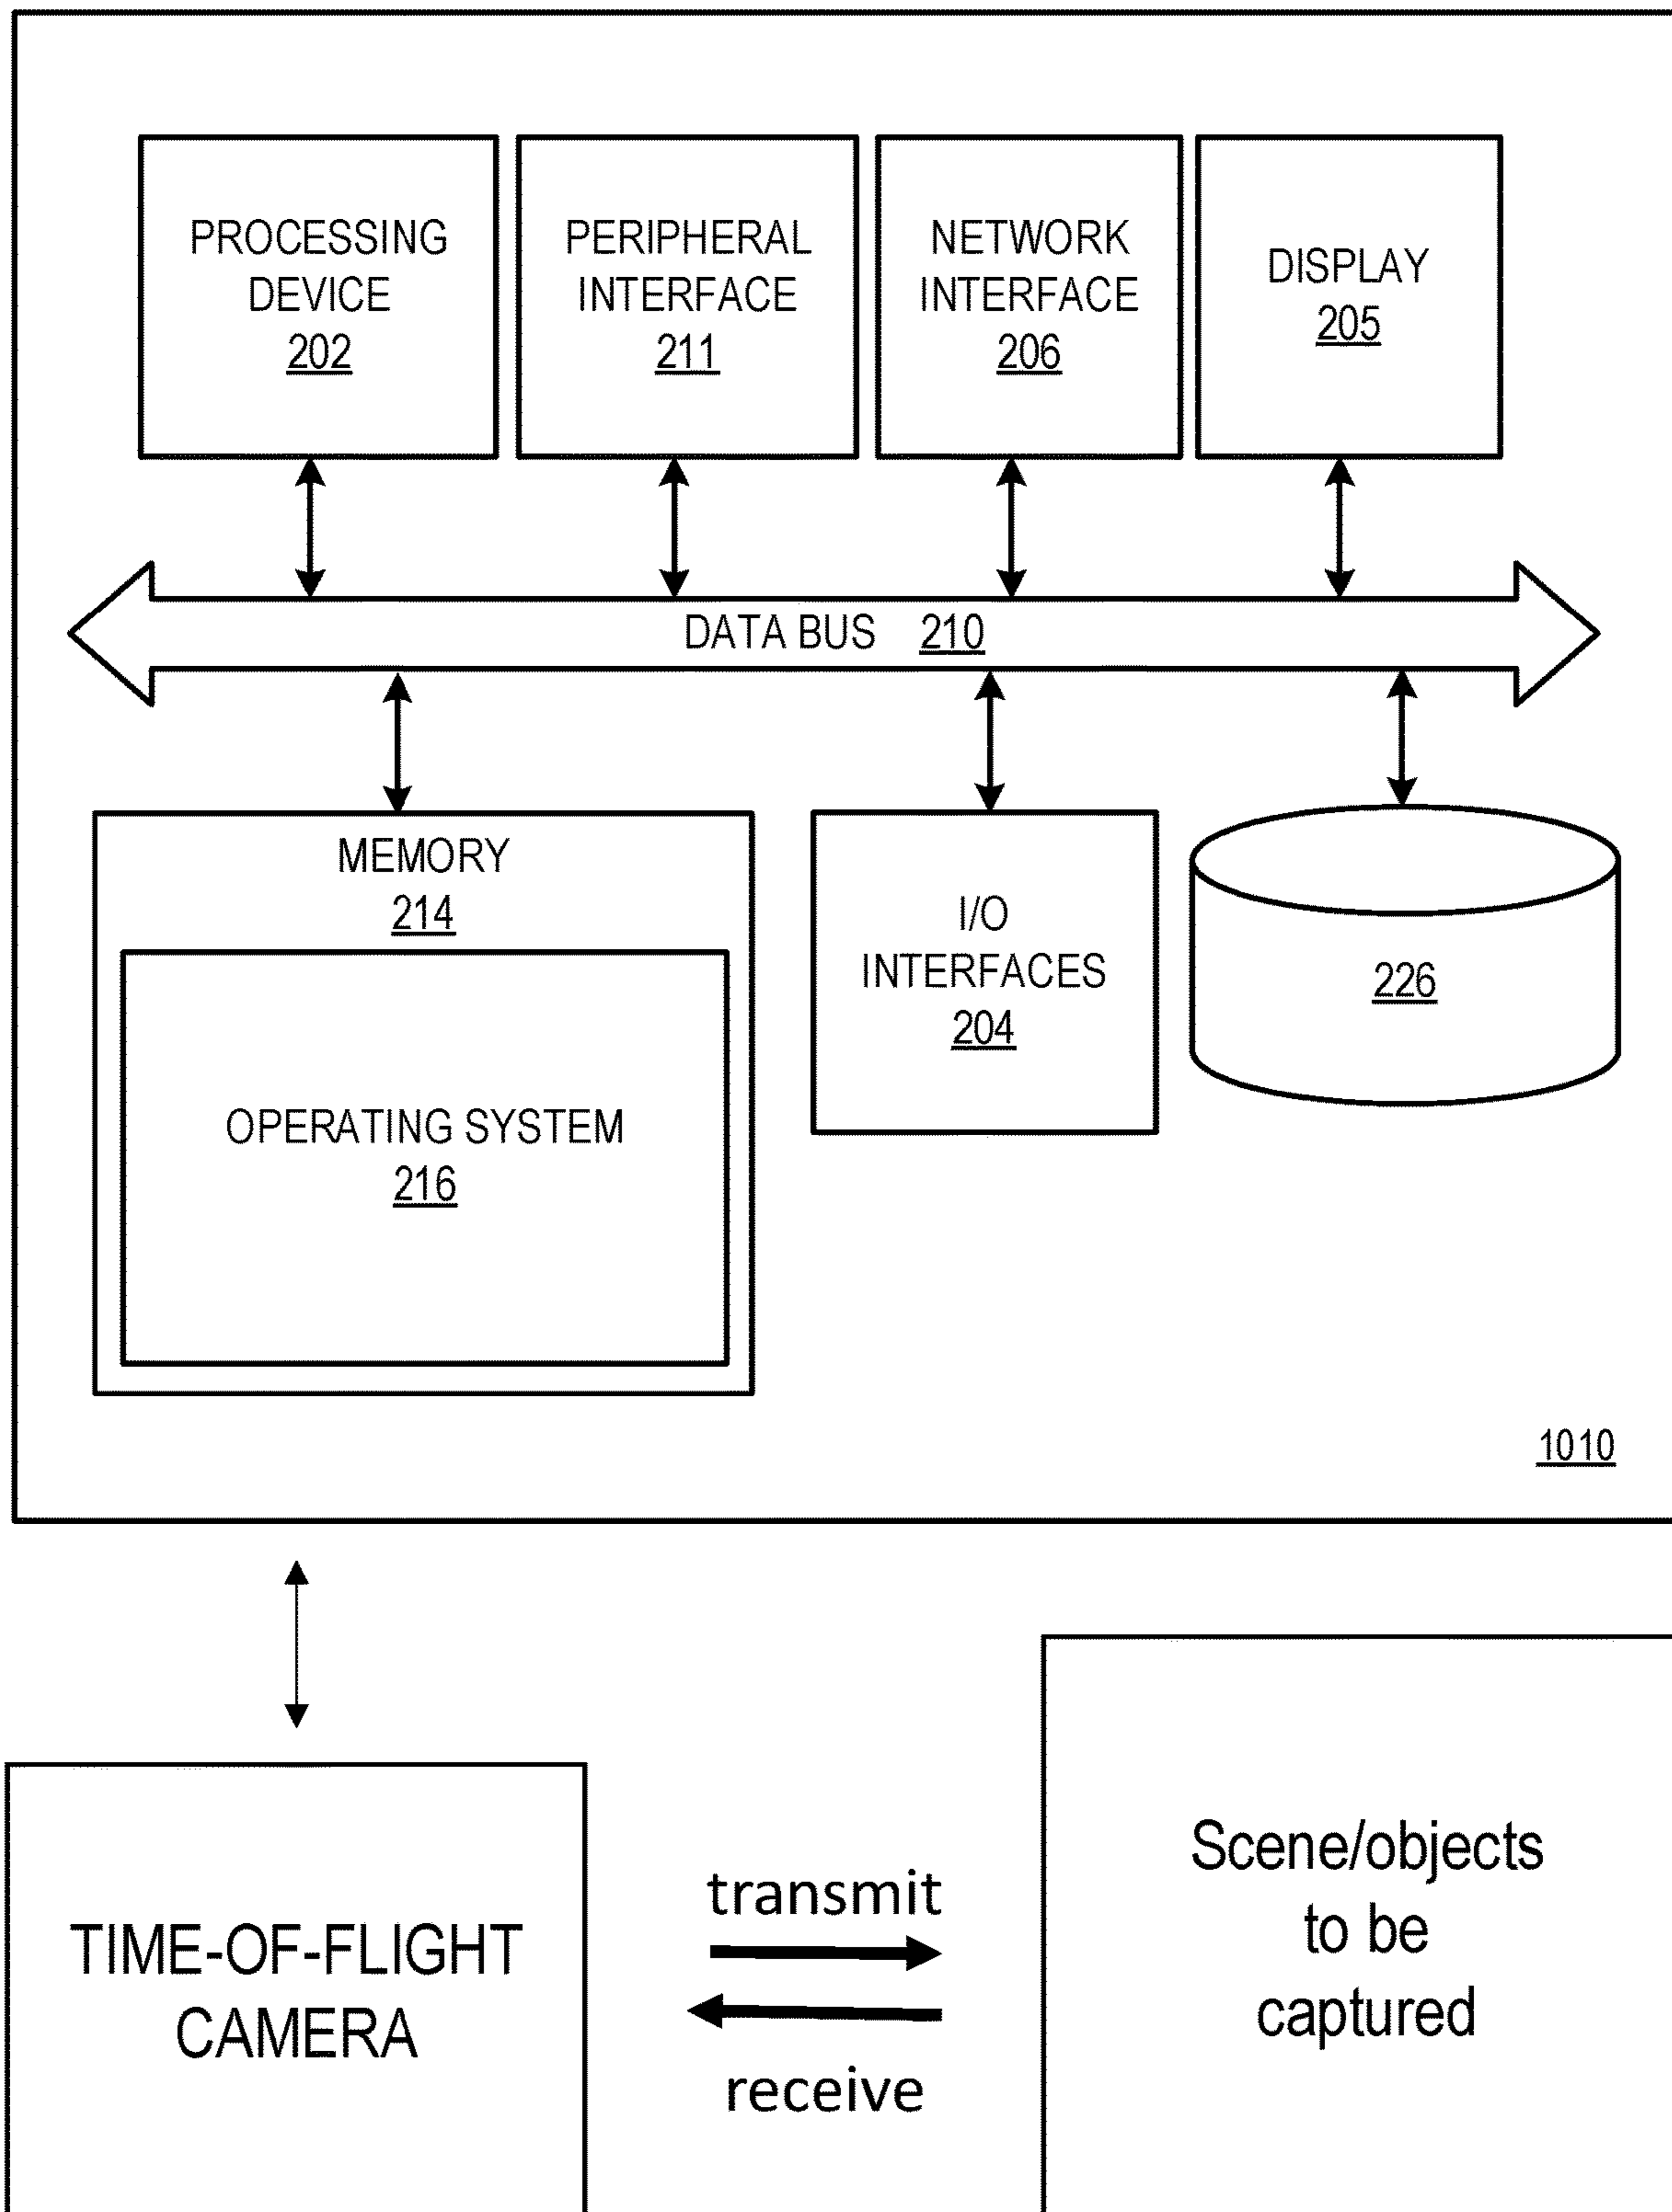 PROCESSING
DEVICE
202
PERIPHERAL
INTERFACE
211
NETWORK
INTERFACE
206
DISPLAY
205
DATA BUS 210
MEMORY
214
OPERATING SYSTEM
216
I/O
INTERFACES
204
226
1010
TIME-OF-FLIGHT
CAMERA
transmit
receive
Scene/objects
to be
captured